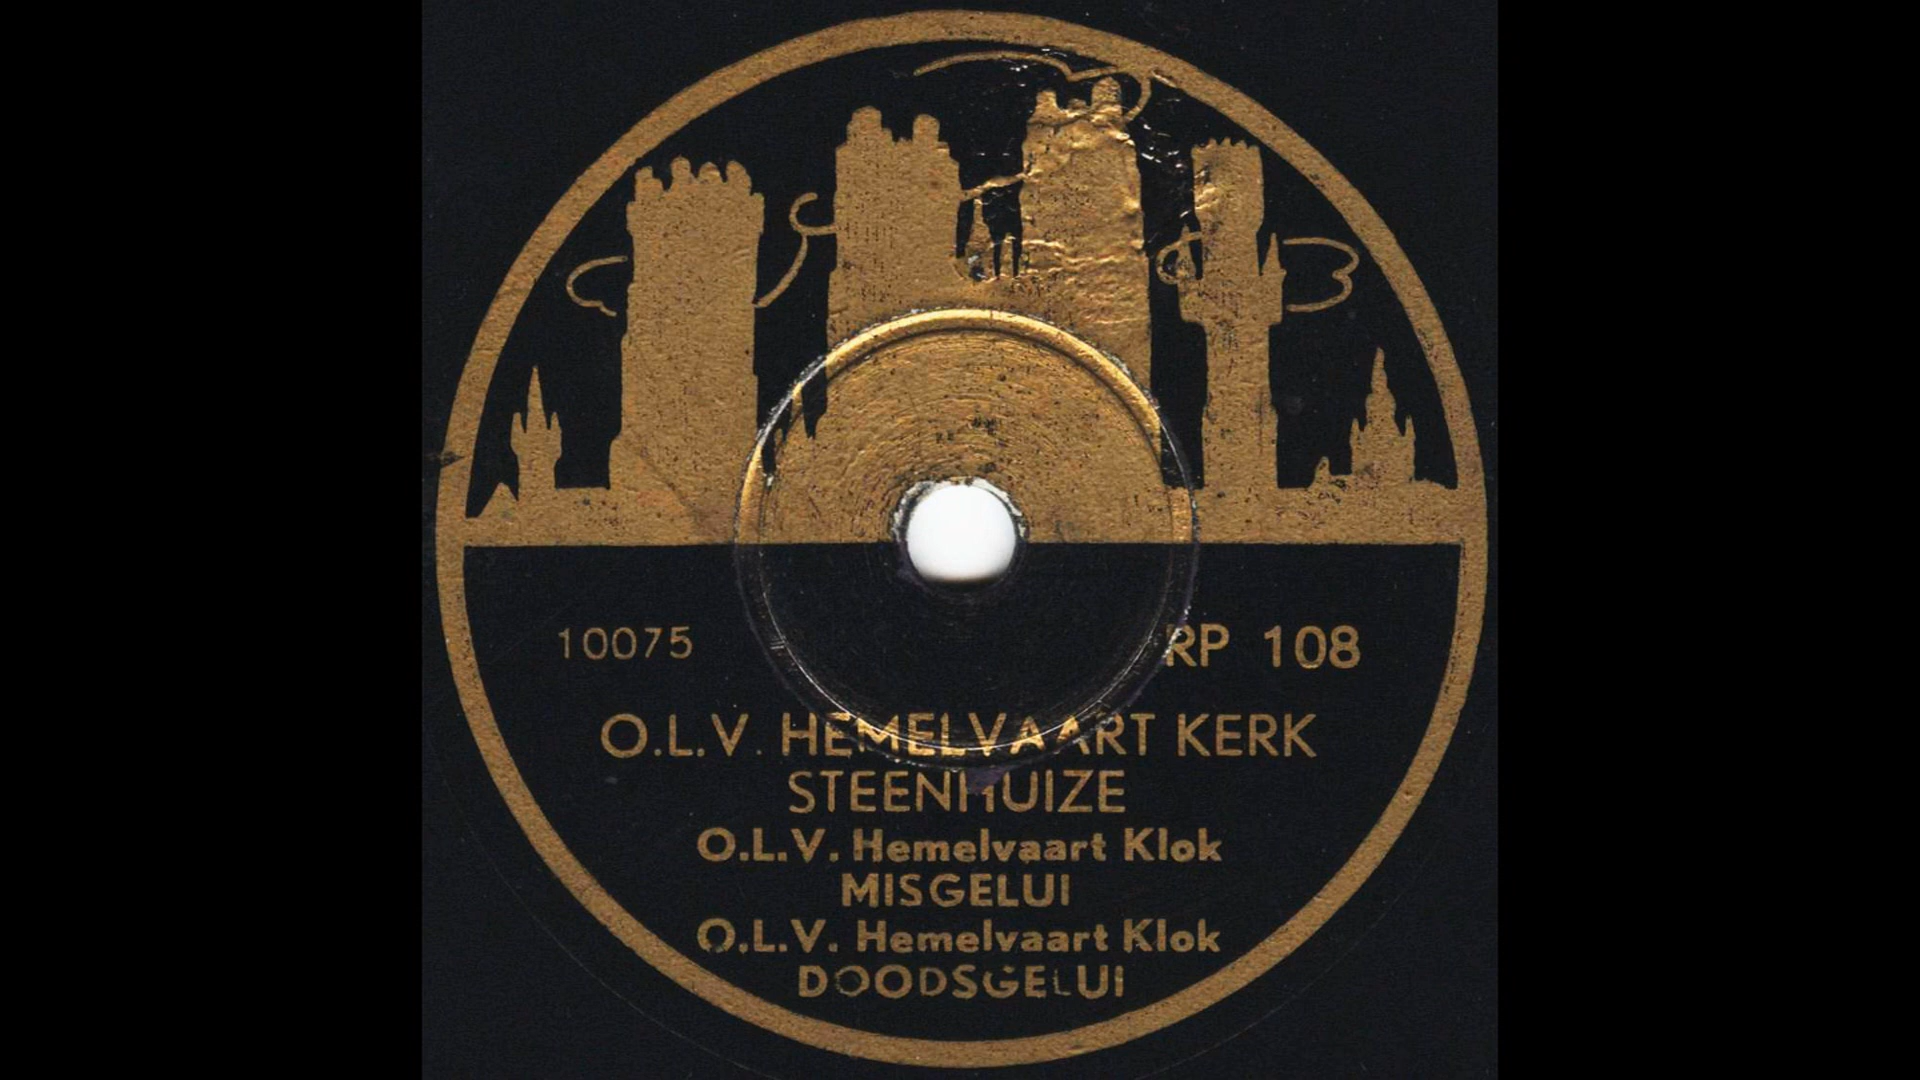 10075 RP 108
O.L.V. HEMELVAART KERK
STEENHUIZE
O.L.V. Hemelvaart Klok
MISGELUI
O.L.V. Hemelvaart Klok
DOODSGELUI